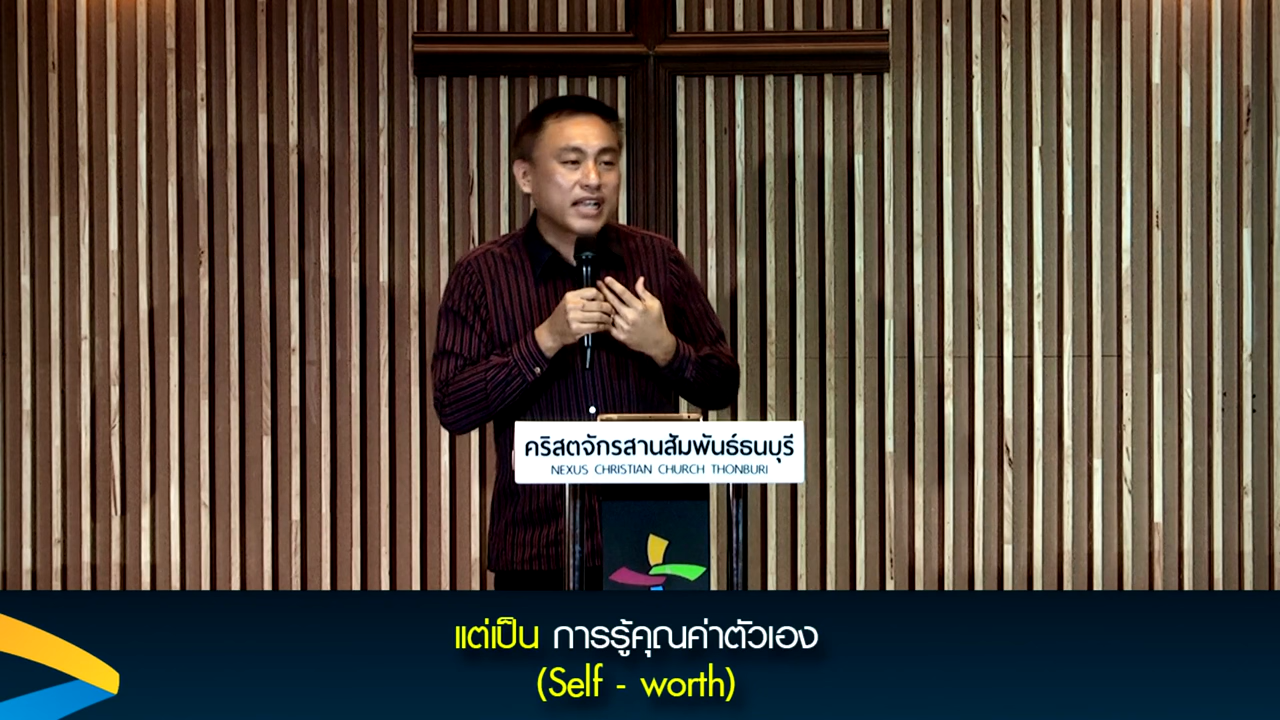 คริสตจักรสานสัมพันธ์ธนบุรี
NEXUS CHRISTIAN CHURCH THONBURI
แต่เป็น การรู้คุณค่าตัวเอง
(Self - worth)